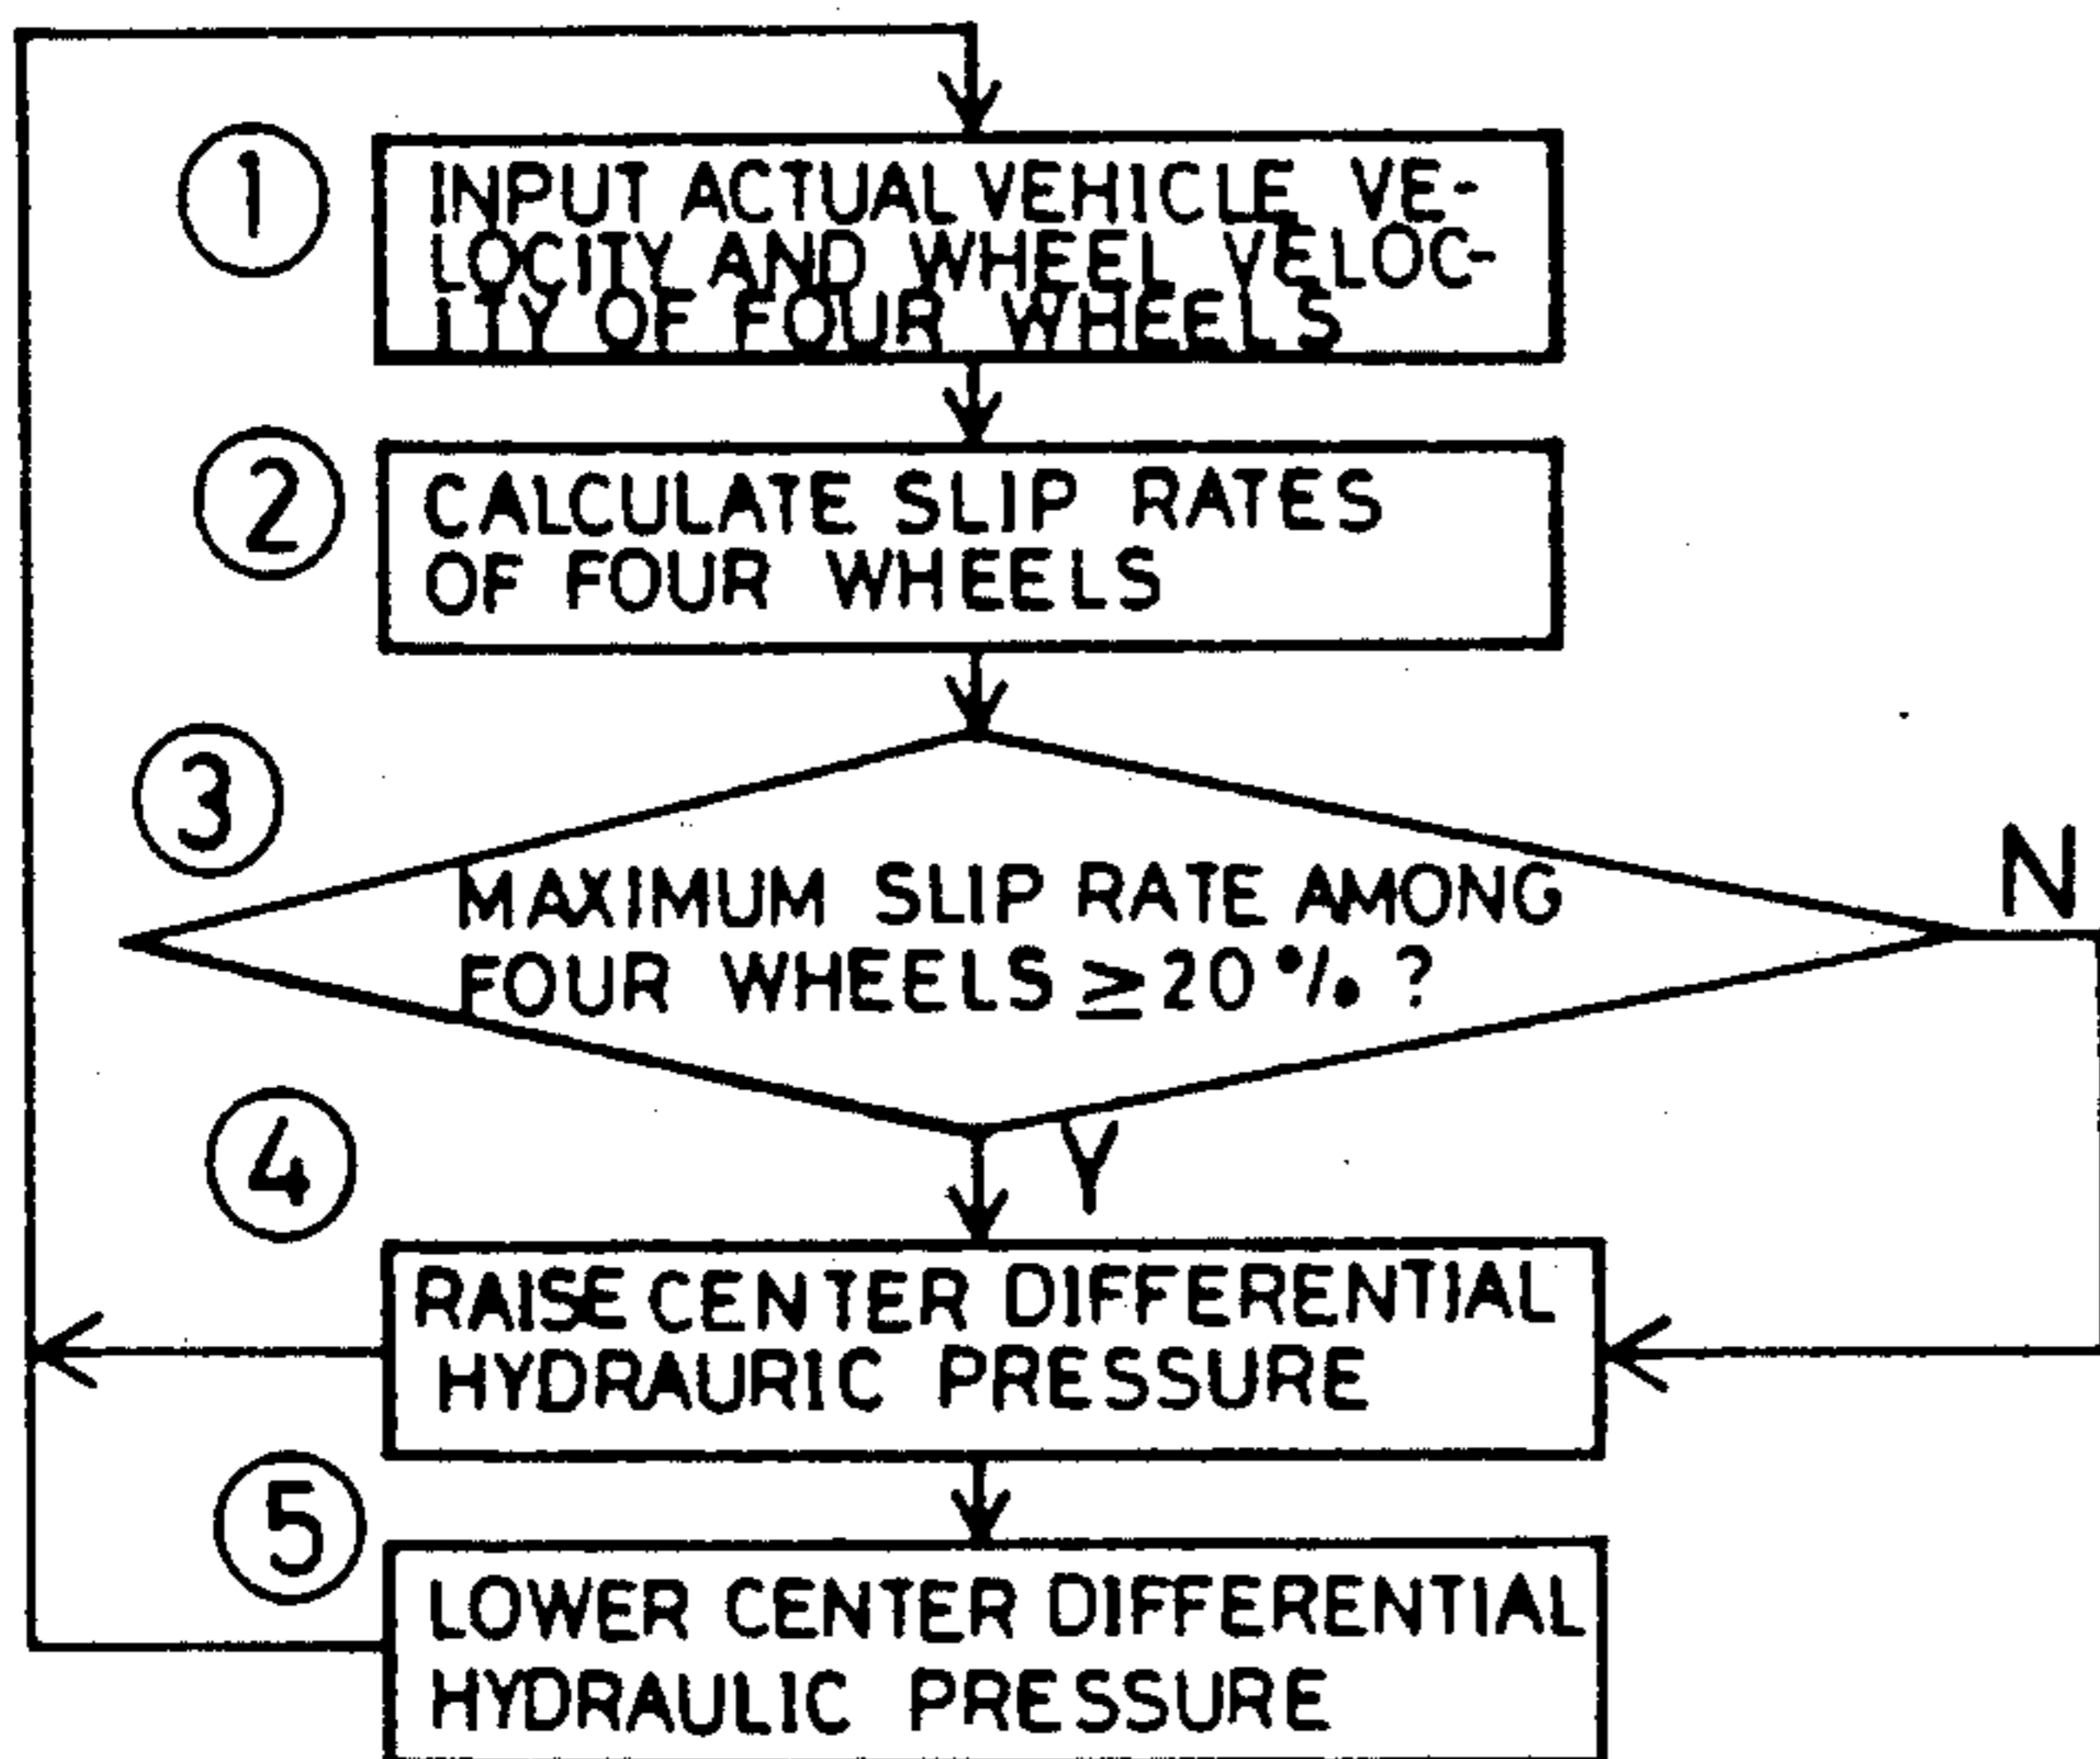 1
INPUT ACTUAL VEHICLE VE-
LOCITY AND WHEEL VELOC-
ITY OF FOUR WHEELS
2
CALCULATE SLIP RATES
OF FOUR WHEELS
3
MAXIMUM SLIP RATE AMONG
FOUR WHEELS ≥20%?
N
Y
4
RAISE CENTER DIFFERENTIAL
HYDRAURIC PRESSURE
5
LOWER CENTER DIFFERENTIAL
HYDRAULIC PRESSURE